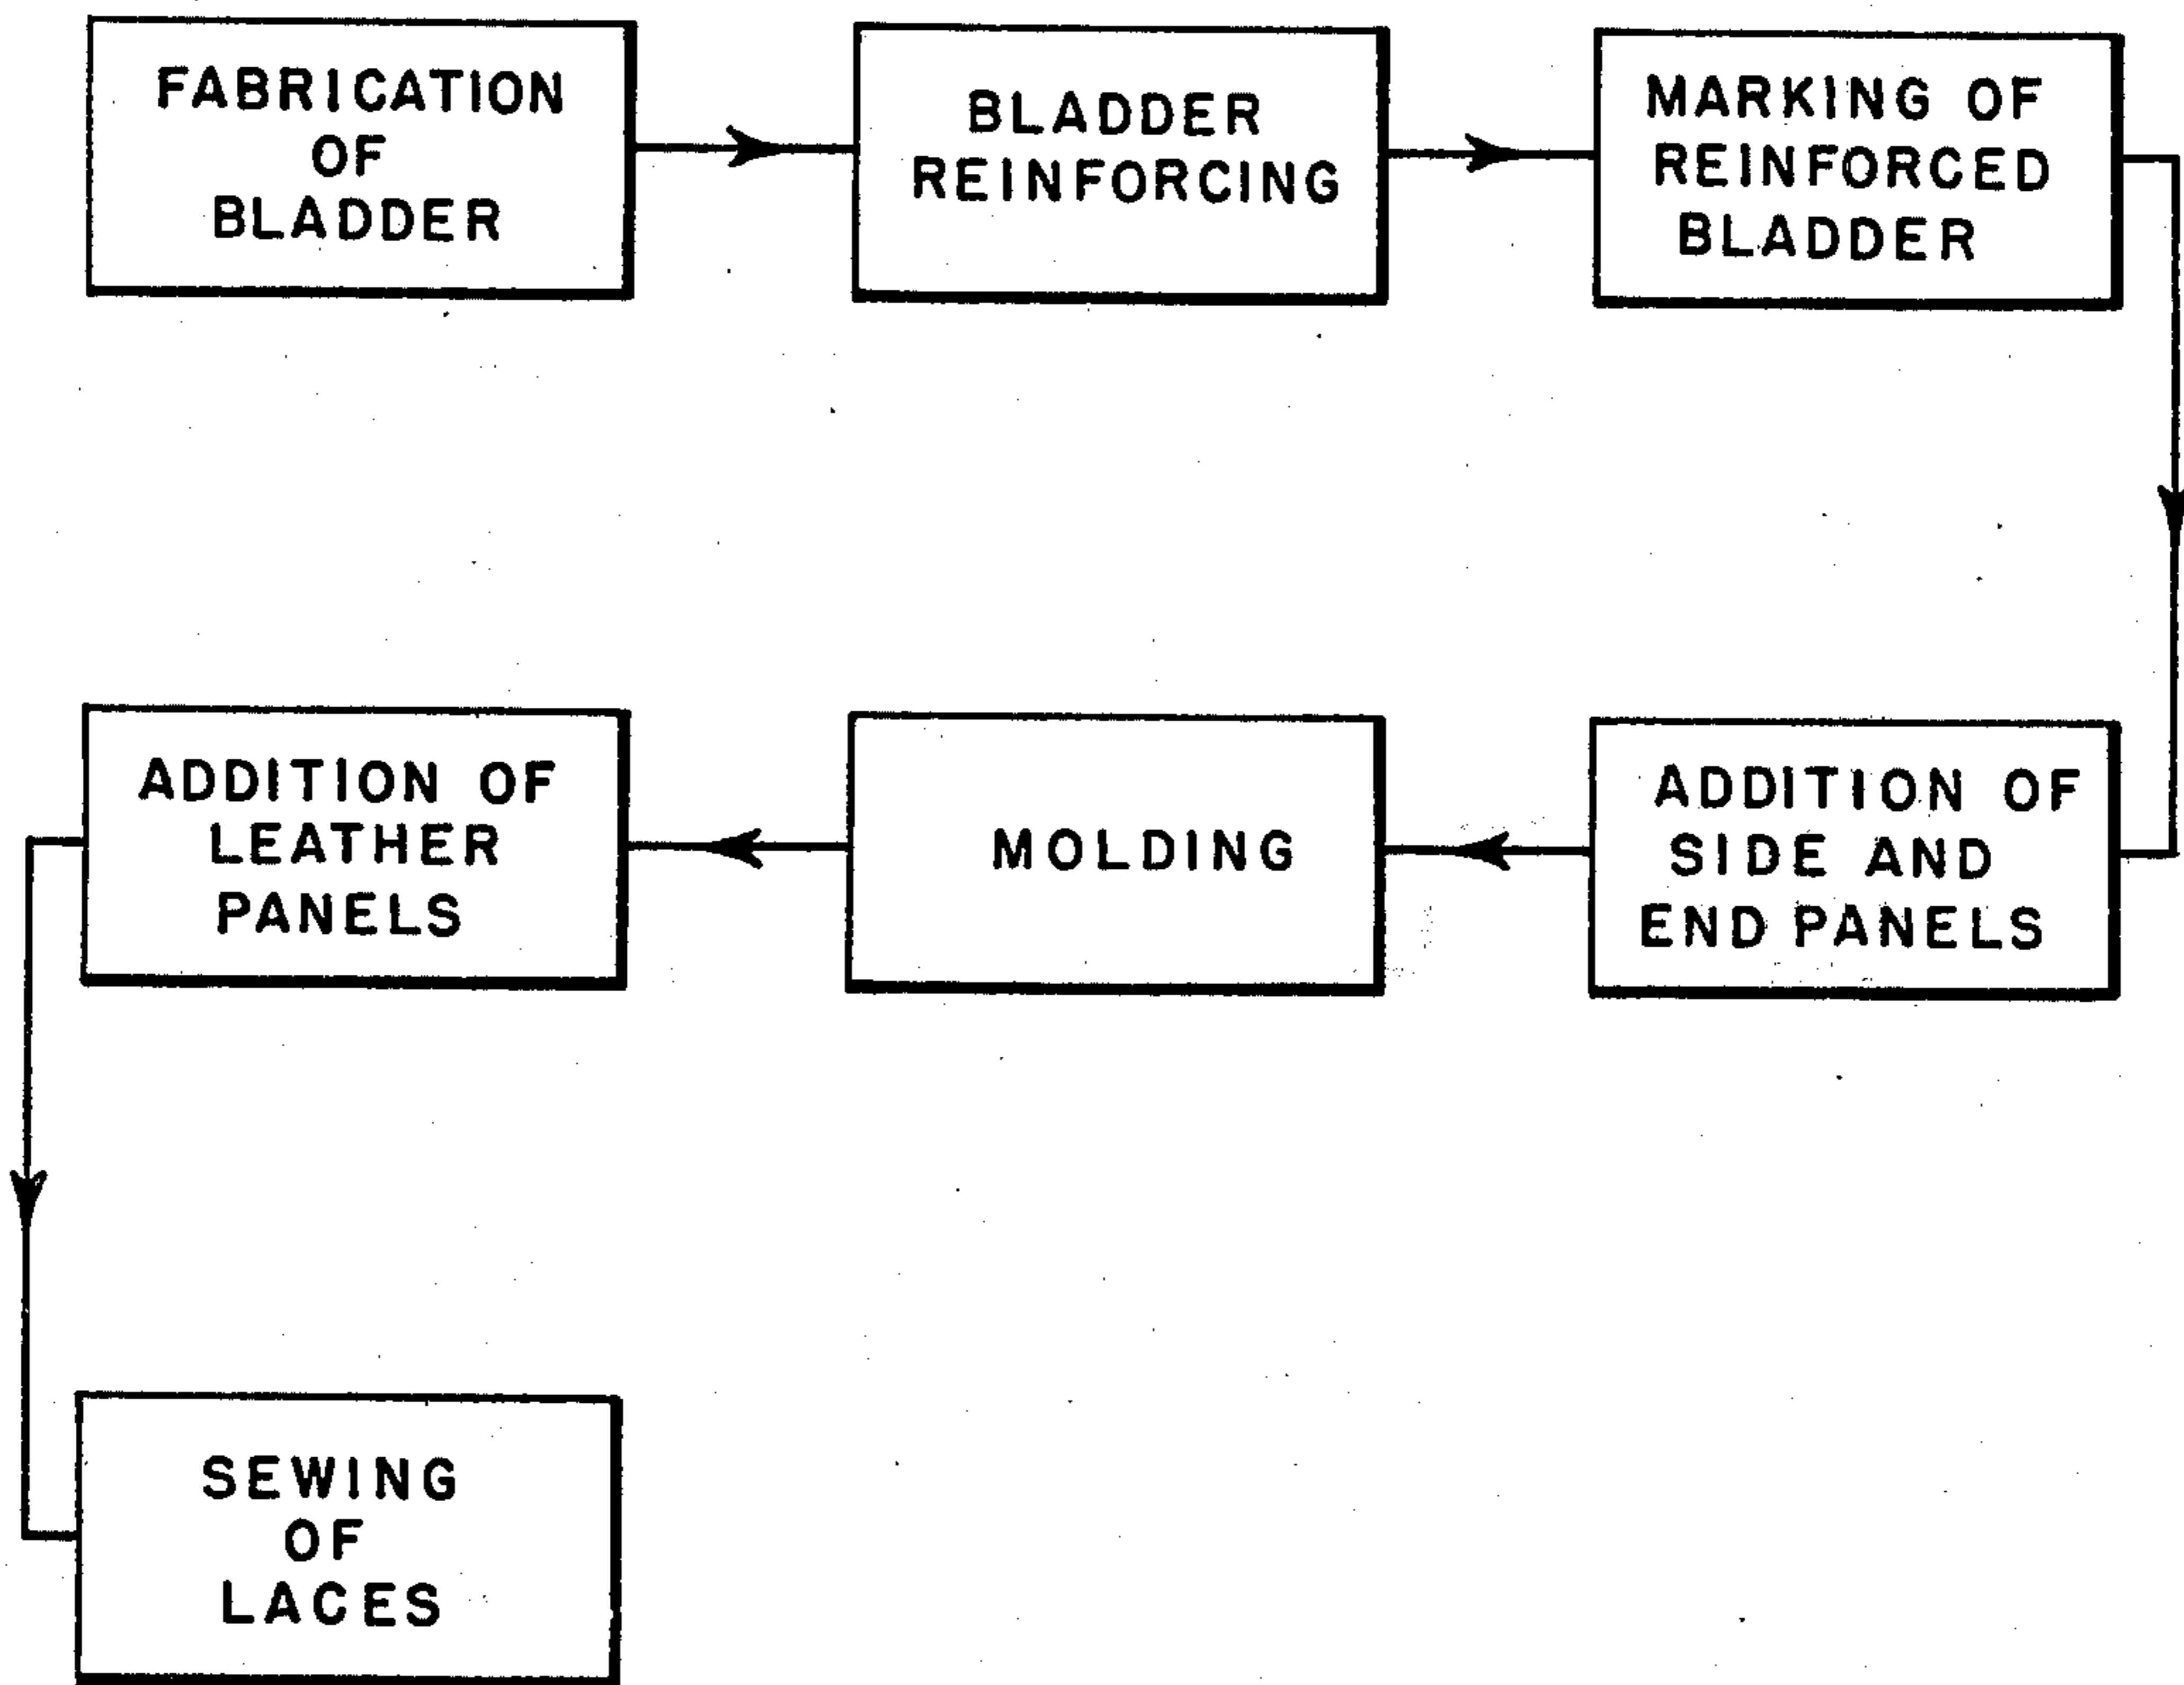 FABRICATION
OF
BLADDER
BLADDER
REINFORCING
MARKING OF
REINFORCED
BLADDER
ADDITION OF
SIDE AND
END PANELS
MOLDING
ADDITION OF
LEATHER
PANELS
SEWING
OF
LACES